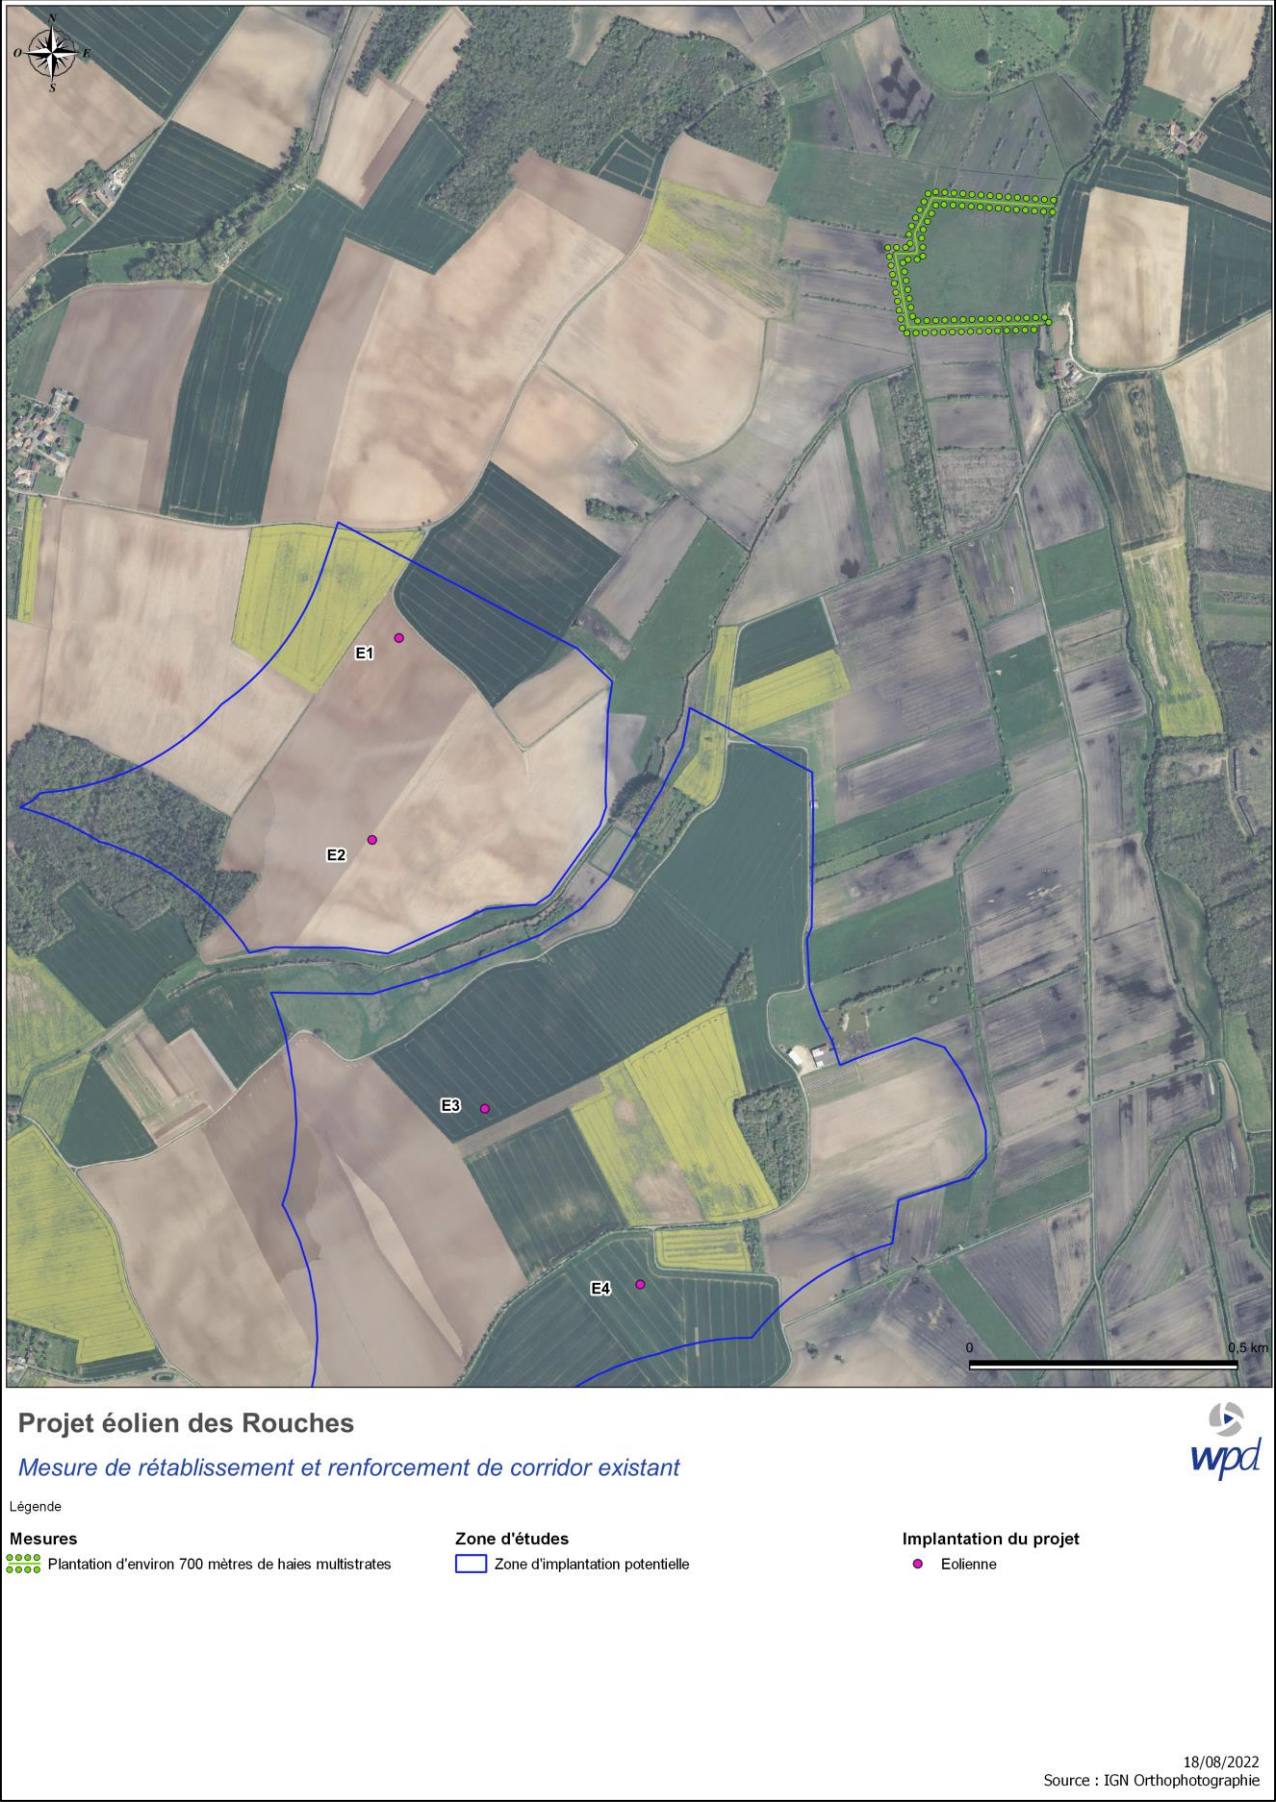 N
O E
S
E1
E2
E3
E4
0 0,5 km
Projet éolien des Rouches
wpd
Mesure de rétablissement et renforcement de corridor existant
Légende
Mesures
Plantation d'environ 700 mètres de haies multistrates
Zone d'études
Zone d'implantation potentielle
Implantation du projet
Eolienne
18/08/2022
Source : IGN Orthophotographie